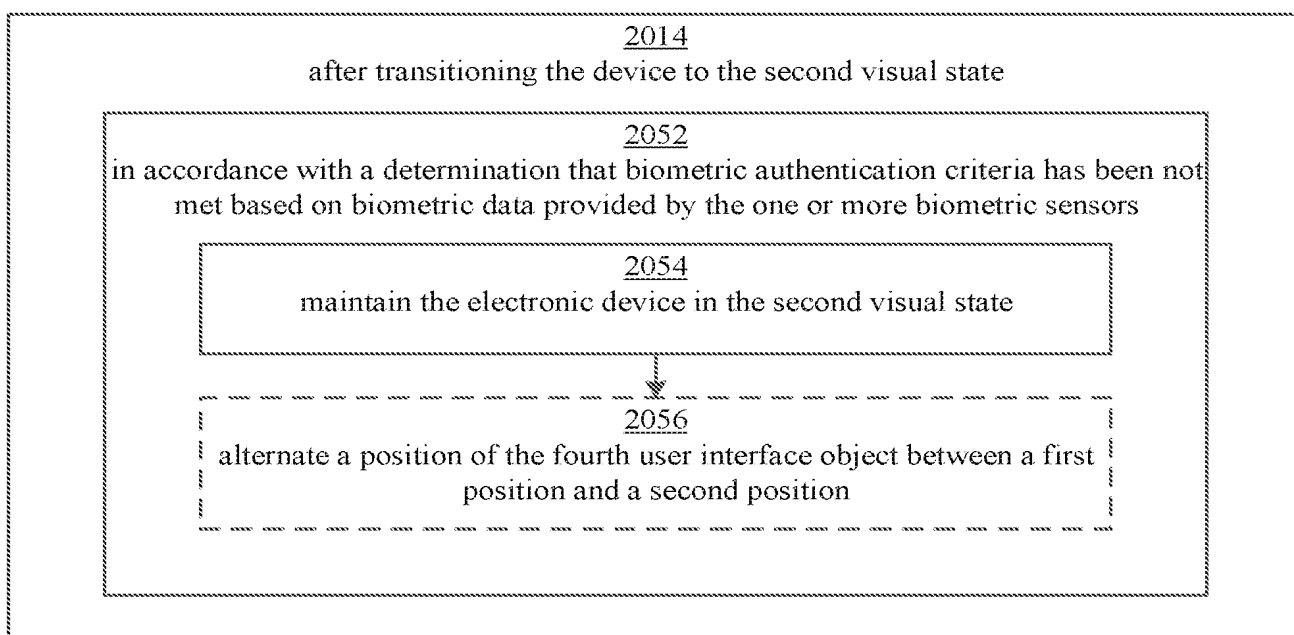 2014
after transitioning the device to the second visual state
2052
in accordance with a determination that biometric authentication criteria has been not
met based on biometric data provided by the one or more biometric sensors
2054
maintain the electronic device in the second visual state
2056
alternate a position of the fourth user interface object between a first
position and a second position